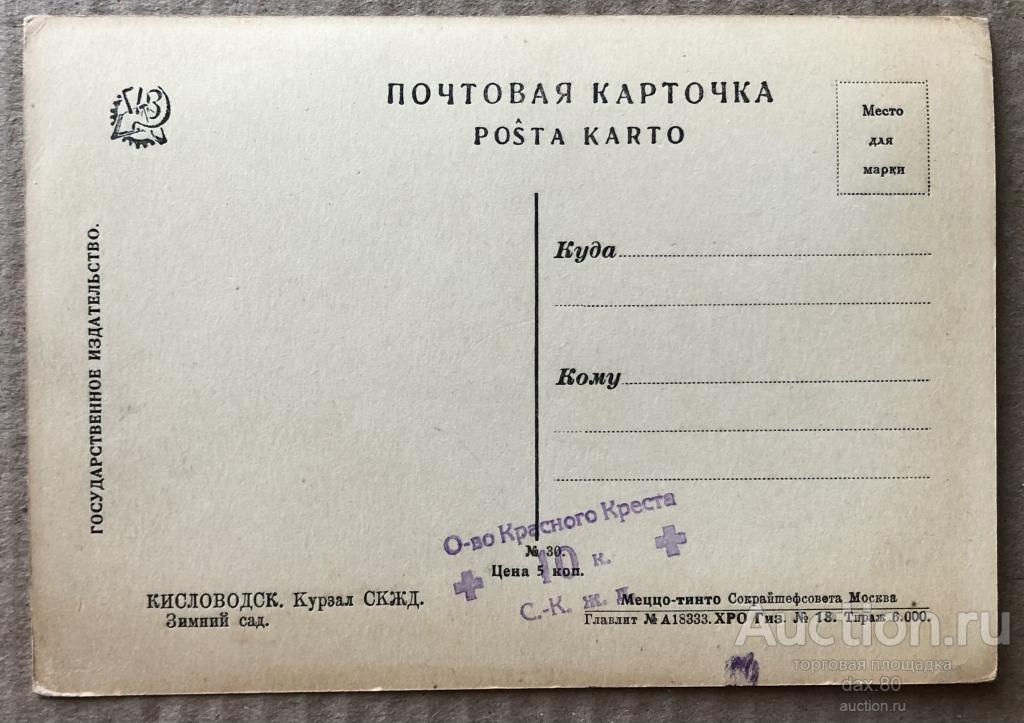 ПОЧТОВАЯ КАРТОЧКА
POŜTA KARTO
Место
для
марки
ГОСУДАРСТВЕННОЕ ИЗДАТЕЛЬСТВО.
Куда
Кому
О-во Красного Креста
10 к.
С.-К. ж. д.
№ 30.
Цена 5 коп.
КИСЛОВОДСК. Курзал СКЖД.
Зимний сад.
Меццо-тинто Сокрайшефсовета Москва
Главлит № А18333. ХРО Гиз. № 18. Тираж 6.000.
Auction.ru
торговая площадка
dax.80
auction.ru